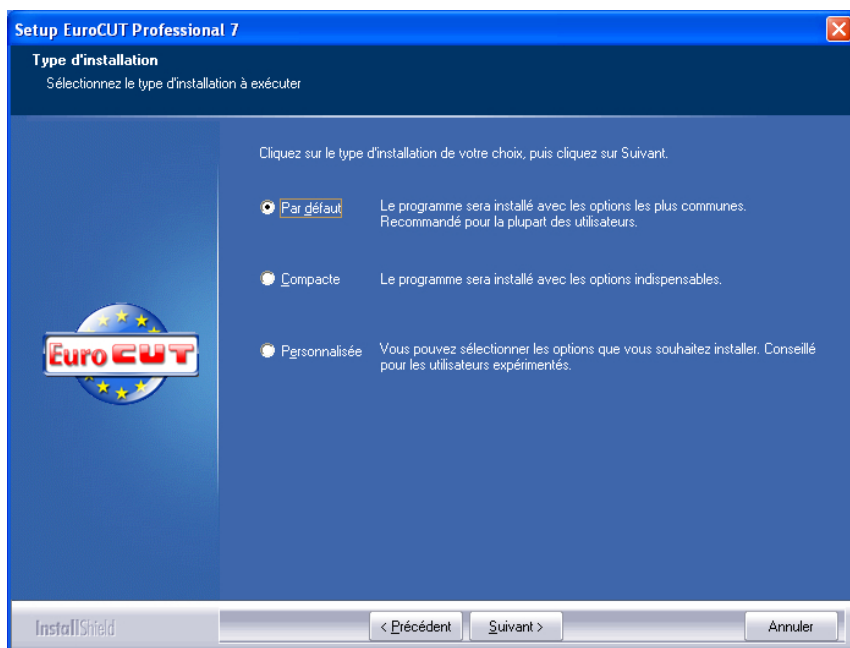 Setup EuroCUT Professional 7
Type d'installation
Sélectionnez le type d'installation à exécuter
Cliquez sur le type d'installation de votre choix, puis cliquez sur Suivant.
Par défaut
Le programme sera installé avec les options les plus communes.
Recommandé pour la plupart des utilisateurs.
Compacte
Le programme sera installé avec les options indispensables.
Personnalisée
Vous pouvez sélectionner les options que vous souhaitez installer. Conseillé
pour les utilisateurs expérimentés.
Euro CUT
InstallShield
< Précédent
Suivant >
Annuler